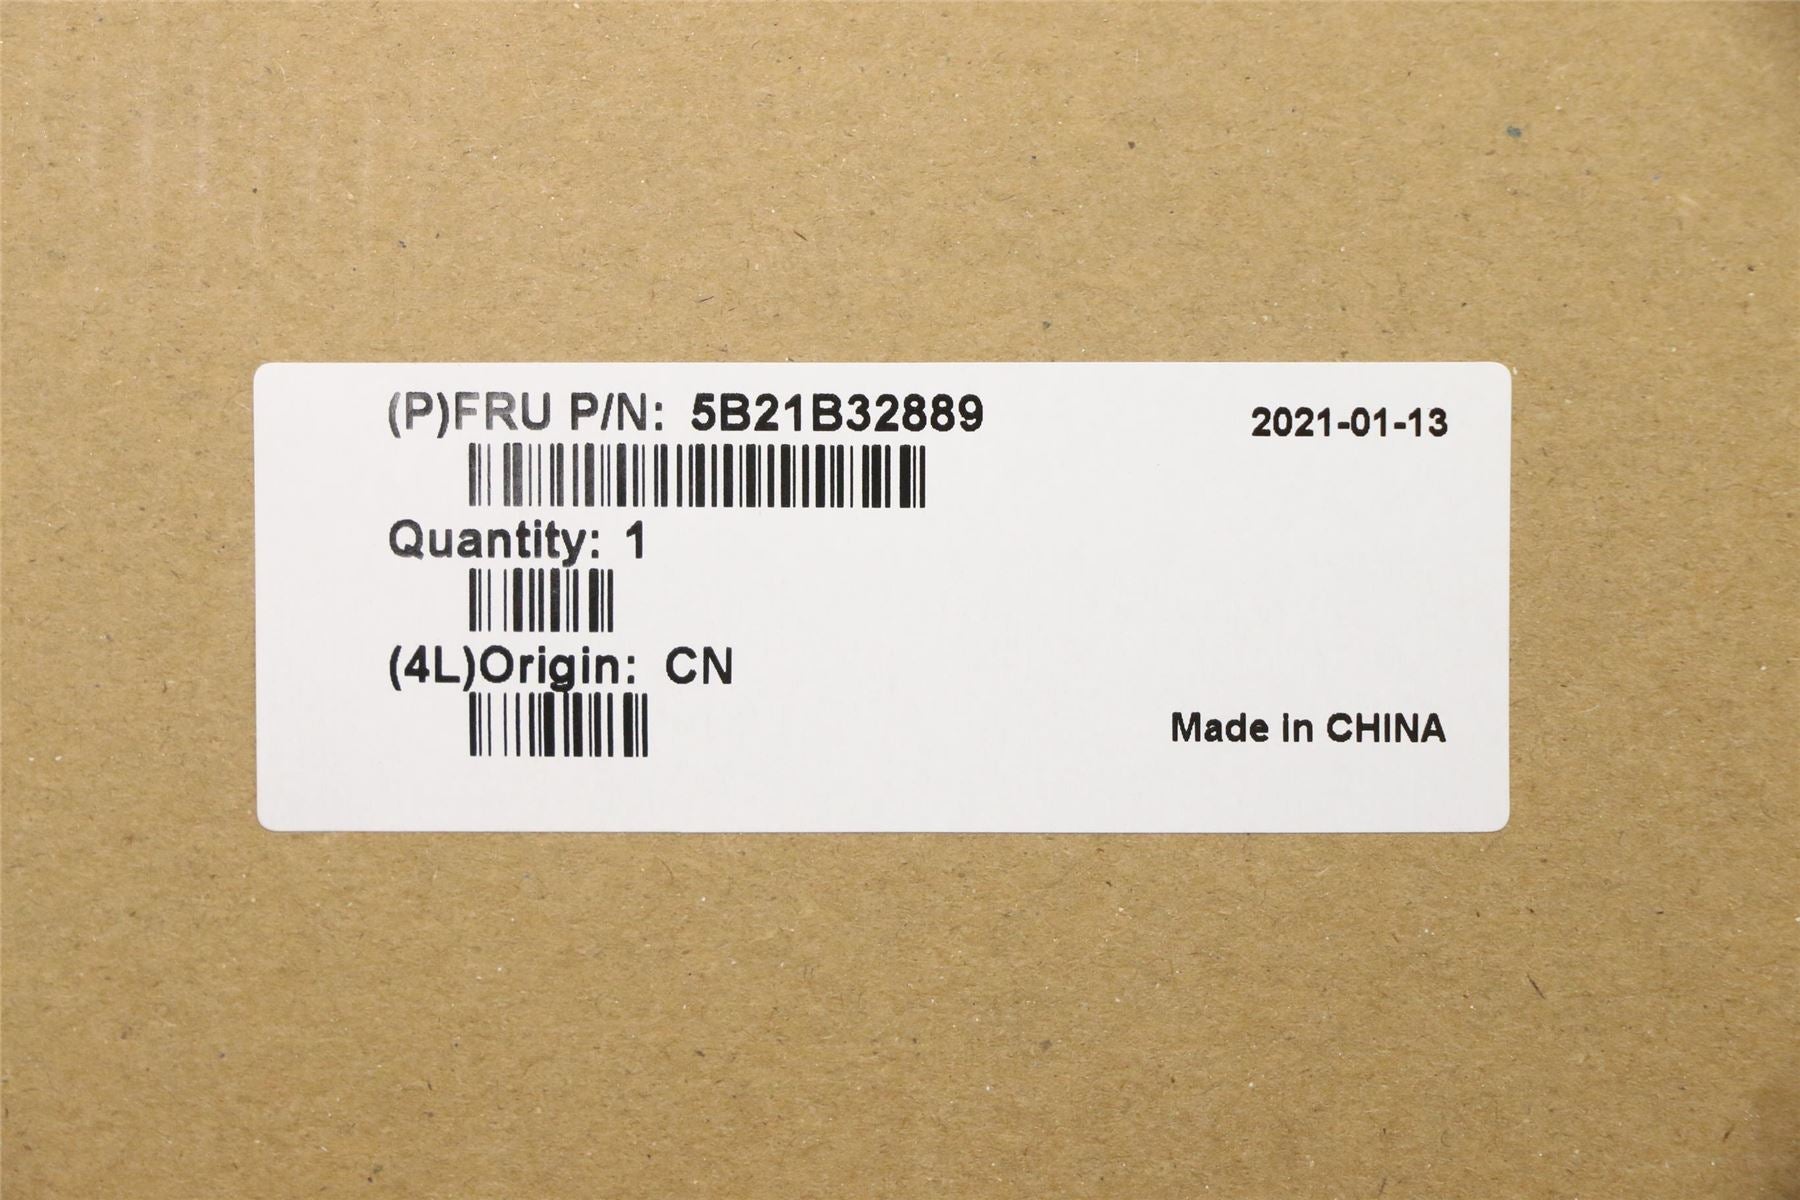 (P)FRU P/N: 5B21B32889
2021-01-13
Quantity: 1
(4L)Origin: CN
Made in CHINA